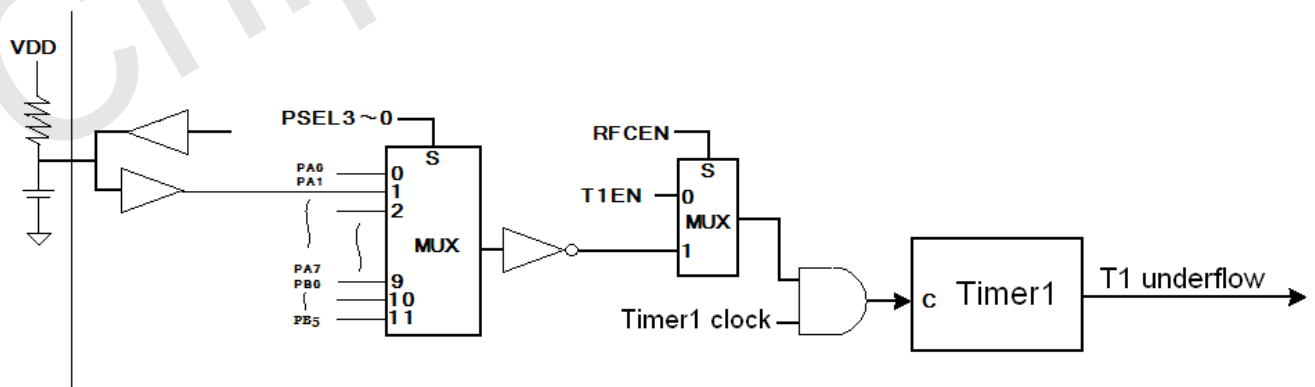 Chip
VDD
PSEL3~0
S
PA0
0
PA1
1
2
MUX
PA7
9
PB0
10
PB5
11
RFCEN
S
T1EN
0
MUX
1
Timer1 clock
C
Timer1
T1 underflow